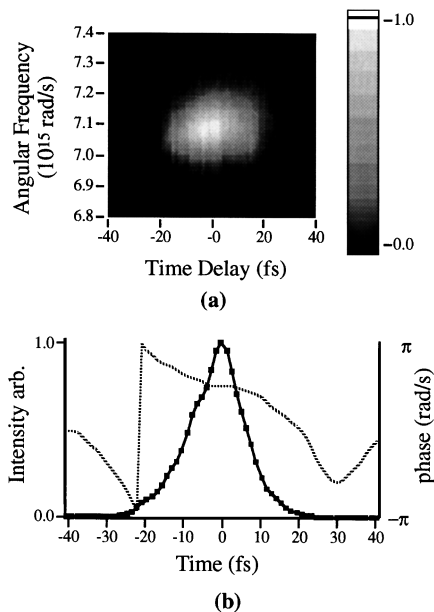 7.4
7.3
7.2
7.1
7.0
6.9
6.8
Angular Frequency
(10¹⁵ rad/s)
-40 -20 -0 20 40
Time Delay (fs)
1.0
0.0
(a)
1.0
0.0
Intensity arb.
π
-π
phase (rad/s)
-40 -30 -20 -10 0 10 20 30 40
Time (fs)
(b)